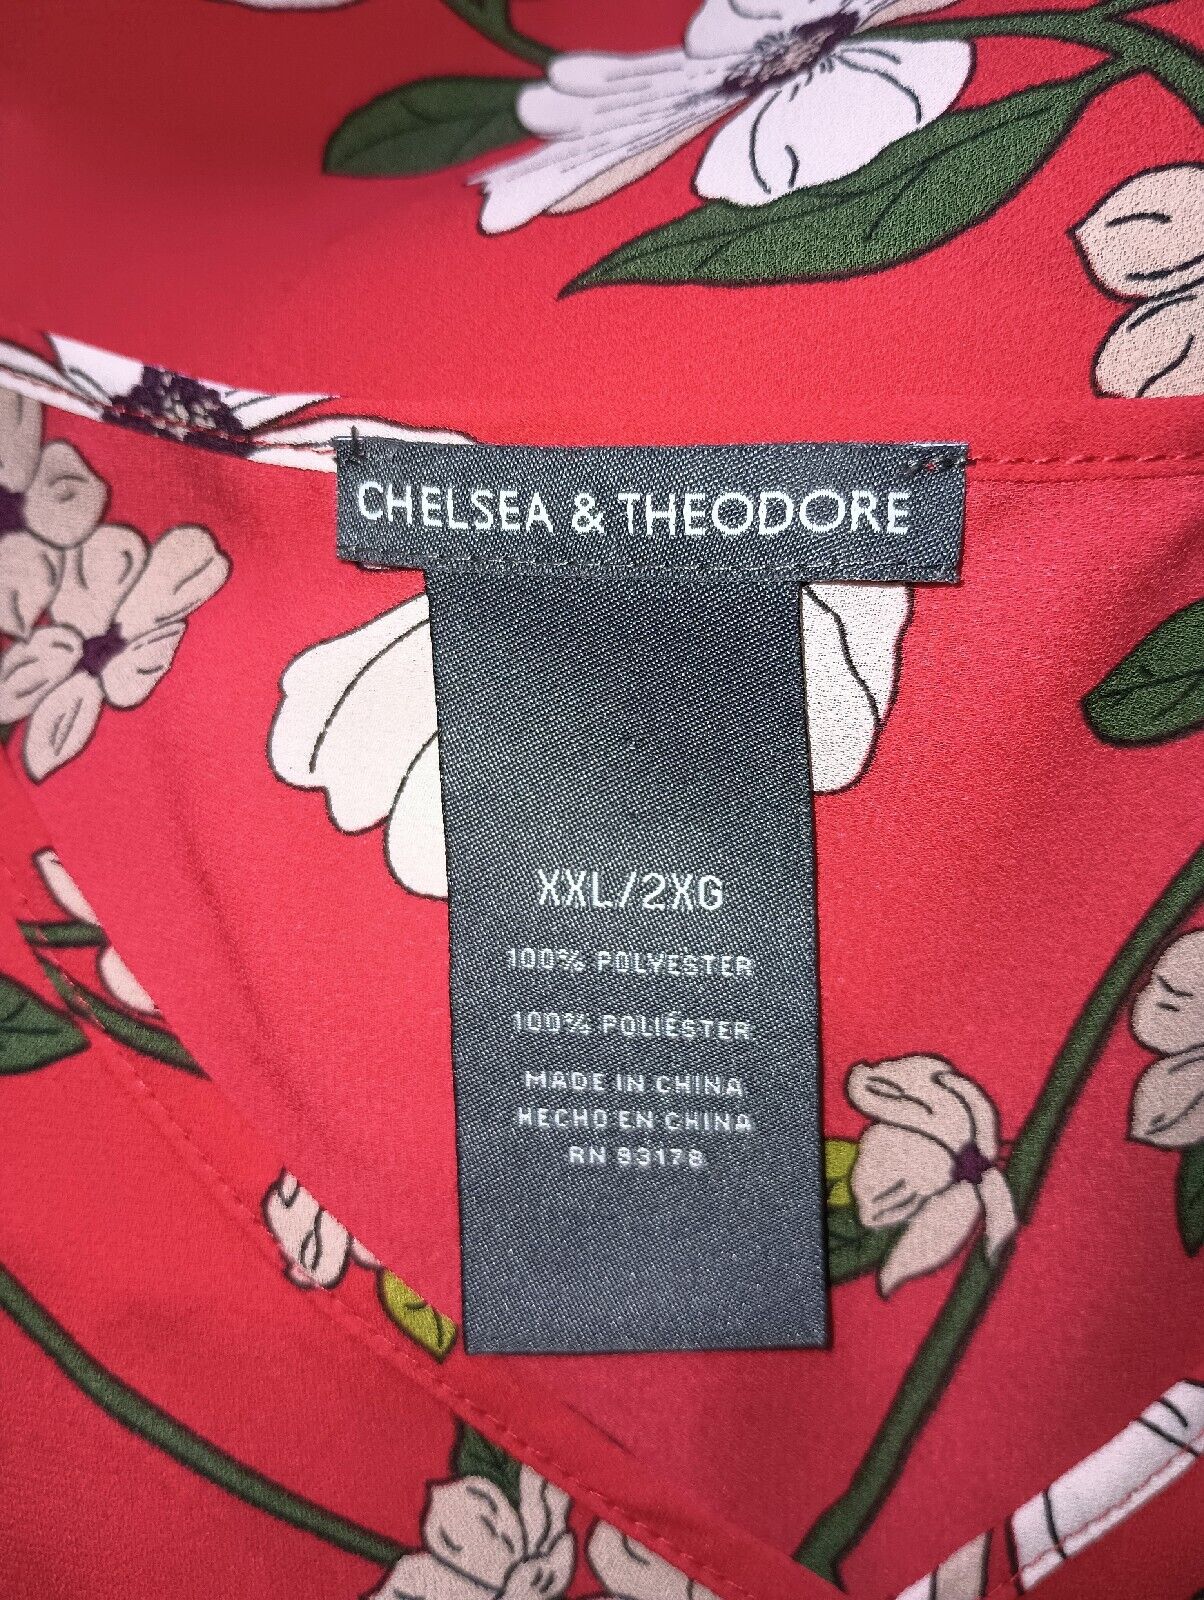 CHELSEA & THEODORE
XXL/2XG
100% POLYESTER
100% POLIÉSTER
MADE IN CHINA
HECHO EN CHINA
RN 93178